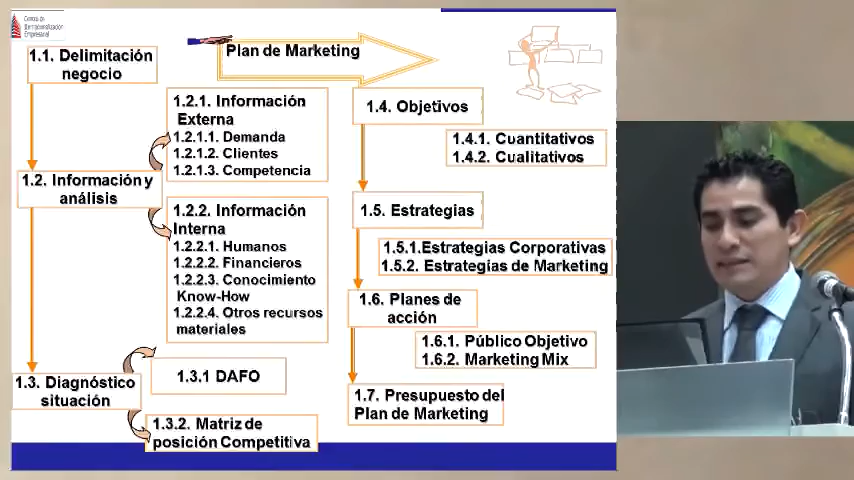 Centro de
Internacionalización
Empresarial
Plan de Marketing
1.1. Delimitación
negocio
1.2. Información y
análisis
1.2.1. Información
Externa
1.2.1.1. Demanda
1.2.1.2. Clientes
1.2.1.3. Competencia
1.2.2. Información
Interna
1.2.2.1. Humanos
1.2.2.2. Financieros
1.2.2.3. Conocimiento
Know-How
1.2.2.4. Otros recursos
materiales
1.3. Diagnóstico
situación
1.3.1 DAFO
1.3.2. Matriz de
posición Competitiva
1.4. Objetivos
1.4.1. Cuantitativos
1.4.2. Cualitativos
1.5. Estrategias
1.5.1.Estrategias Corporativas
1.5.2. Estrategias de Marketing
1.6. Planes de
acción
1.6.1. Público Objetivo
1.6.2. Marketing Mix
1.7. Presupuesto del
Plan de Marketing